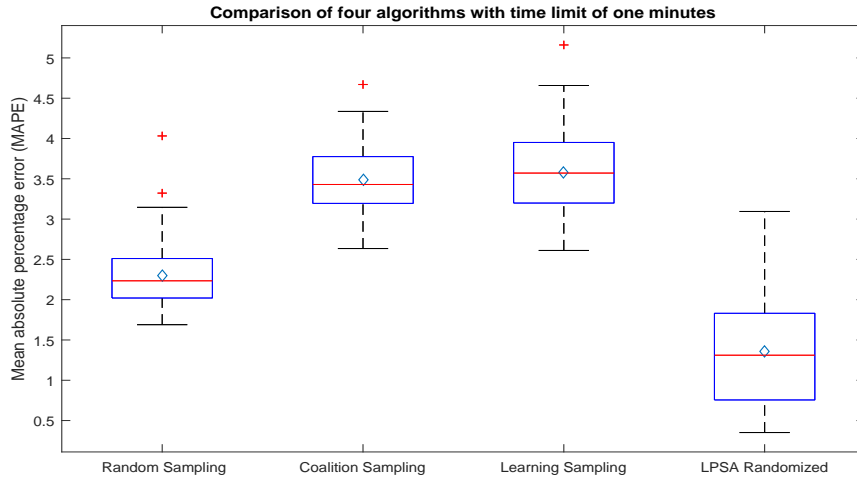 Comparison of four algorithms with time limit of one minutes
Mean absolute percentage error (MAPE)
5
4.5
4
3.5
3
2.5
2
1.5
1
0.5
Random Sampling
Coalition Sampling
Learning Sampling
LPSA Randomized